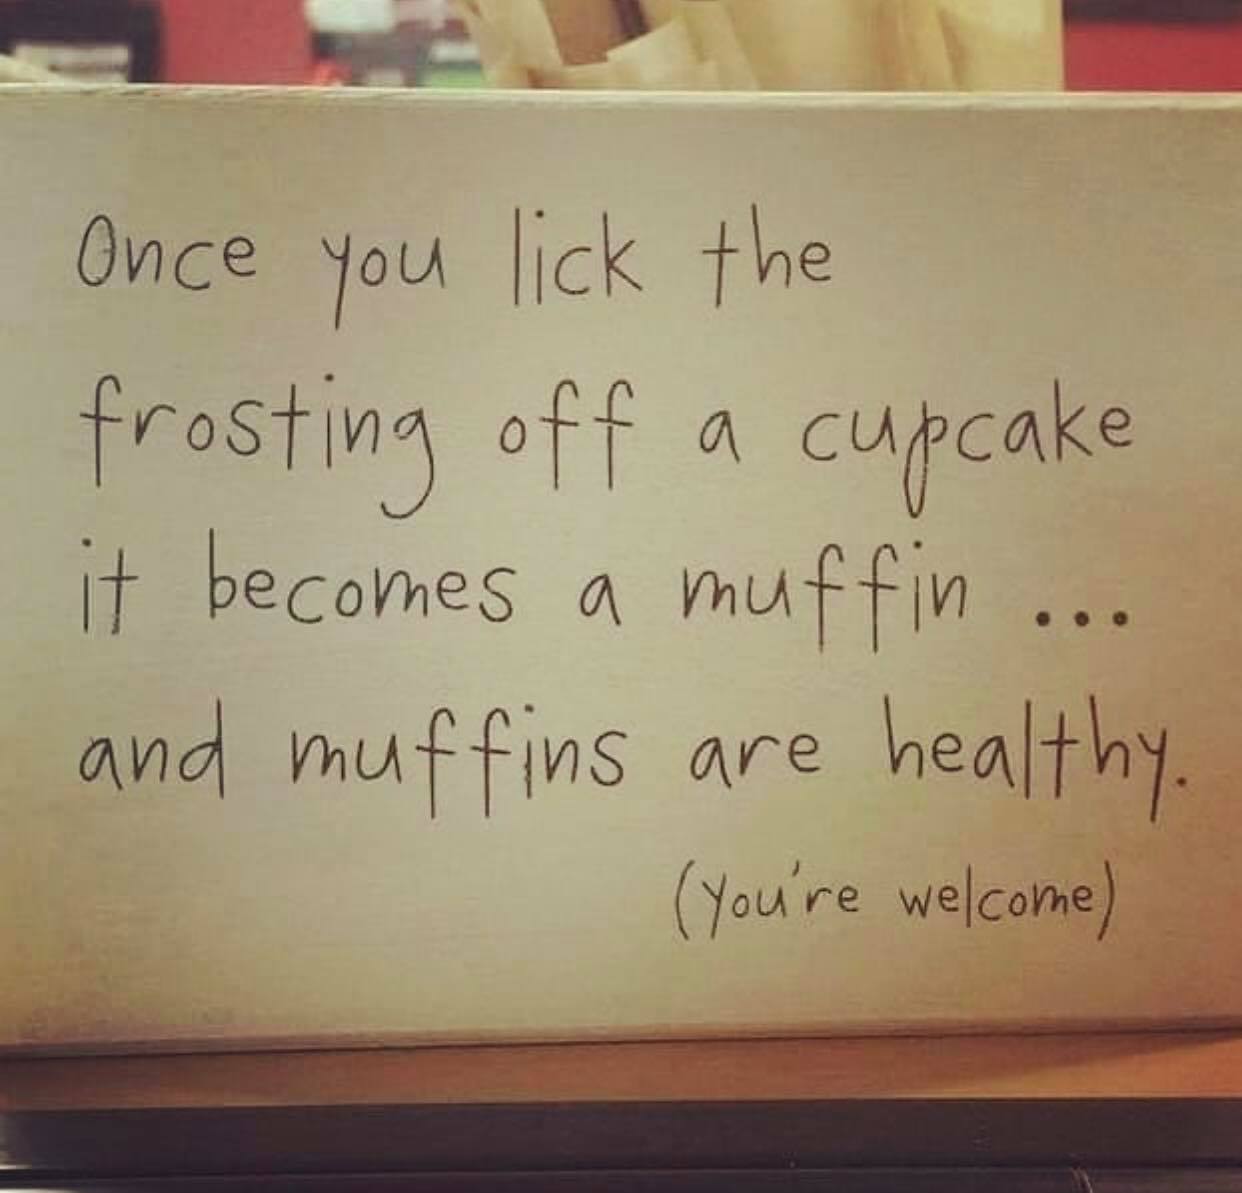 Once you lick the
frosting off a cupcake
it becomes a muffin ...
and muffins are healthy.
(you're welcome)